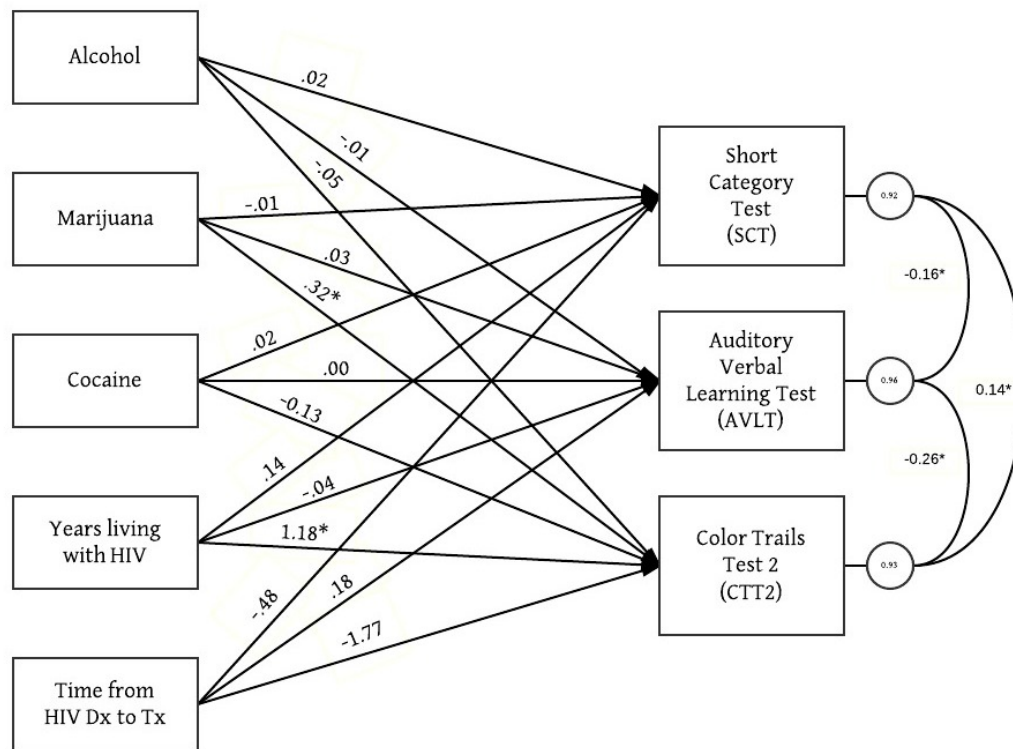 Alcohol
Marijuana
Cocaine
Years living
with HIV
Time from
HIV Dx to Tx
.02
-.01
-.05
-.01
.03
.32*
.02
.00
-0.13
.14
-.04
1.18*
-.48
.18
-1.77
Short
Category
Test
(SCT)
Auditory
Verbal
Learning Test
(AVLT)
Color Trails
Test 2
(CTT2)
0.92
0.96
0.93
-0.16*
0.14*
-0.26*